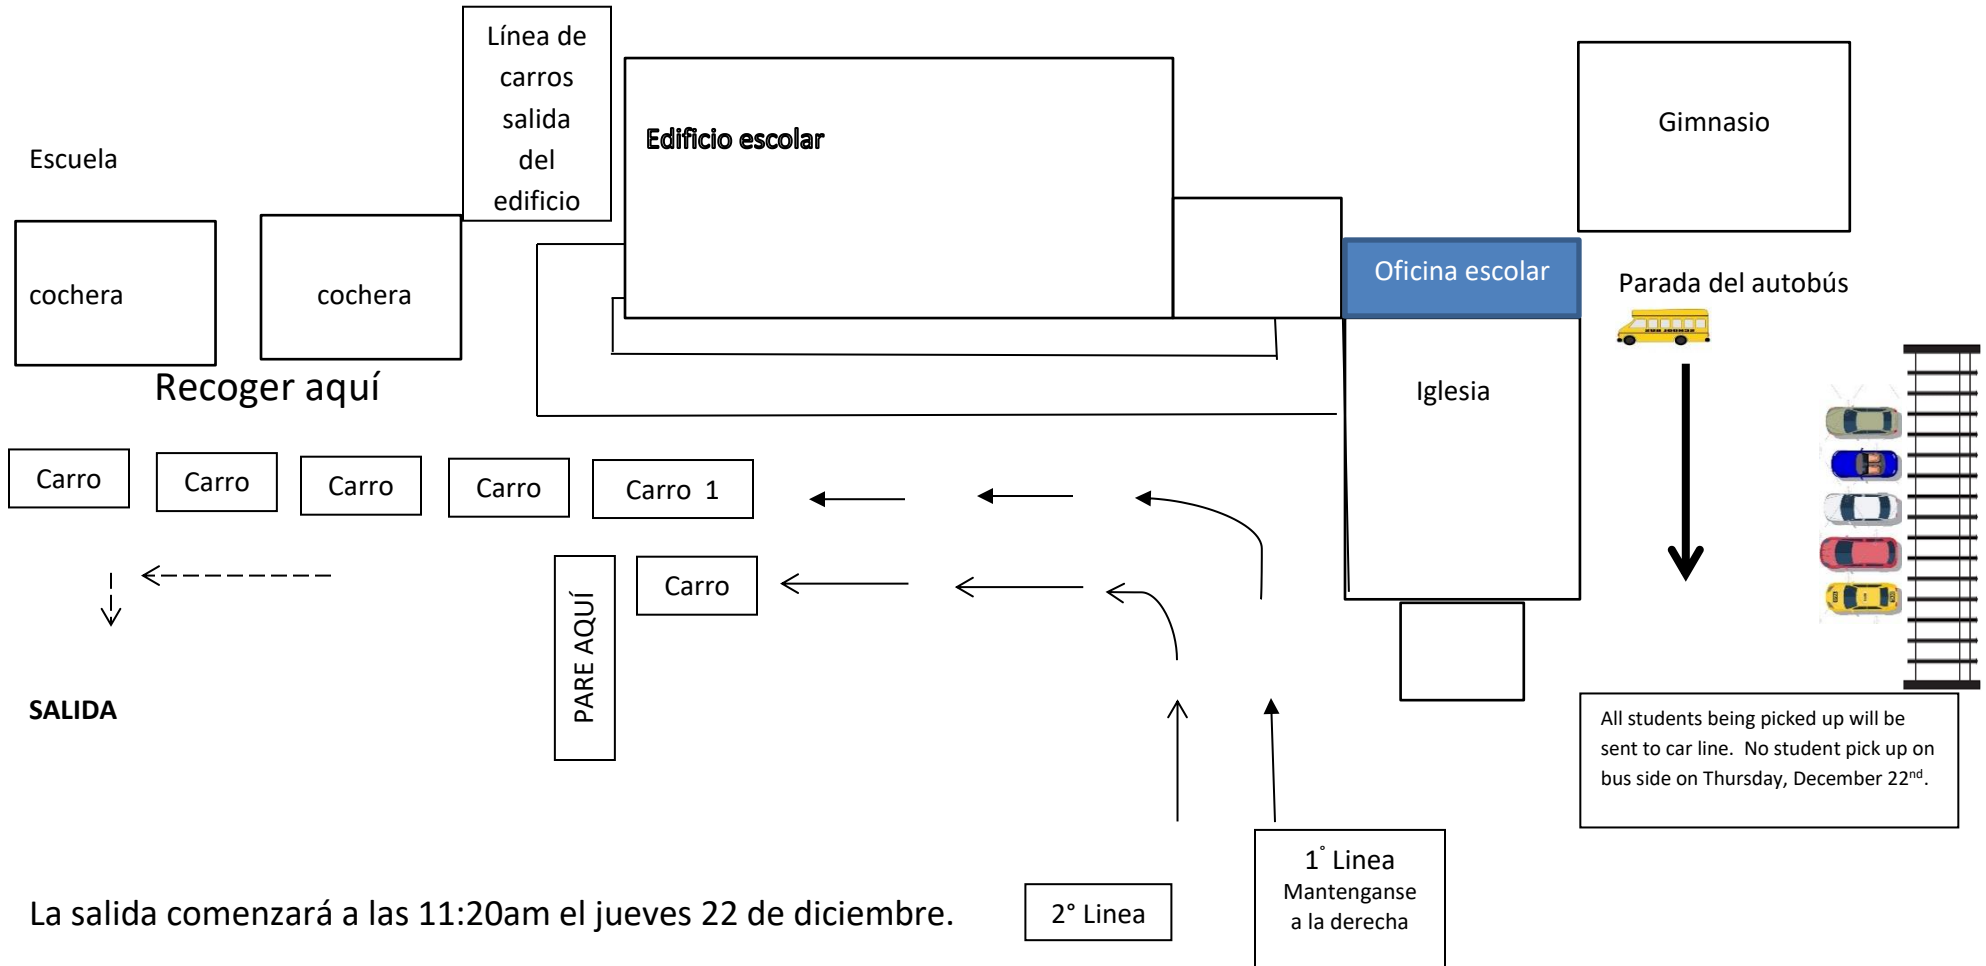 Línea de
carros
salida
del
edificio
Edificio escolar
Gimnasio
Escuela
cochera
cochera
Oficina escolar
Parada del autobús
Recoger aquí
Iglesia
Carro
Carro
Carro
Carro
Carro 1
PARE AQUÍ
Carro
SALIDA
All students being picked up will be
sent to car line. No student pick up on
bus side on Thursday, December 22nd.
1° Linea
Mantenganse
a la derecha
2° Linea
La salida comenzará a las 11:20am el jueves 22 de diciembre.